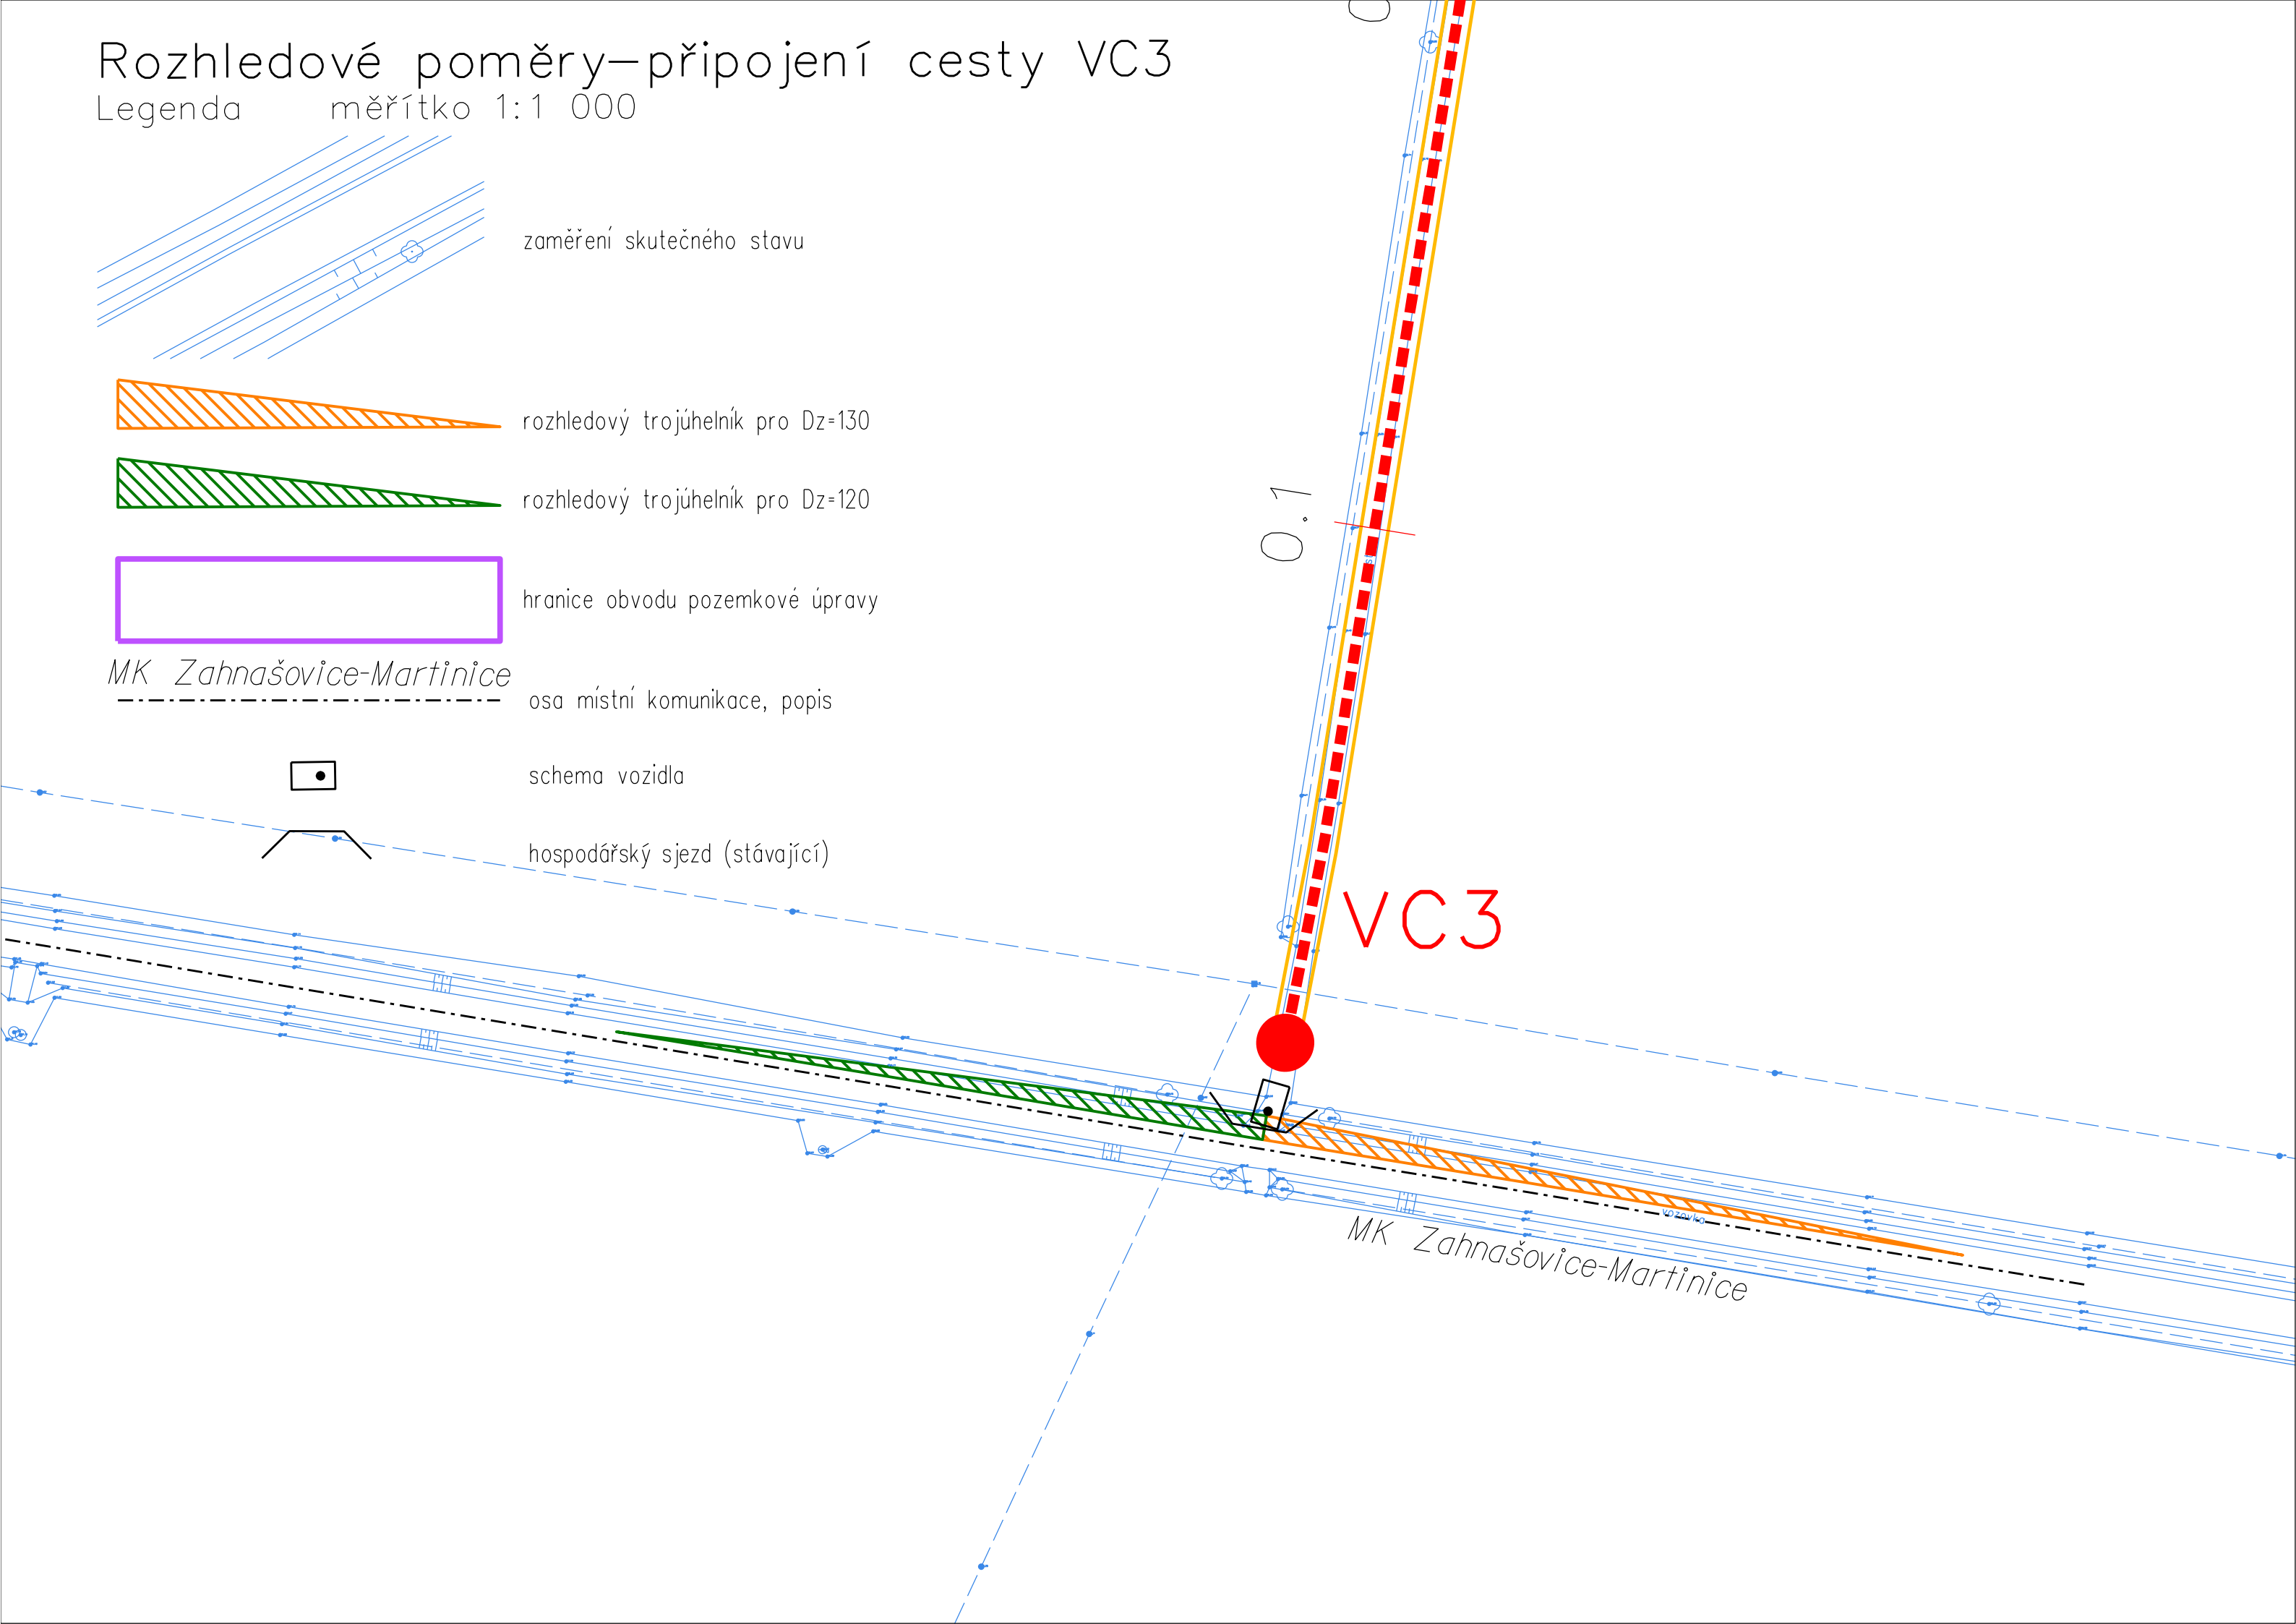 Rozhledové poměry-připojení cesty VC3
Legenda měřítko 1:1 000
zaměření skutečného stavu
rozhledový trojúhelník pro Dz=130
rozhledový trojúhelník pro Dz=120
hranice obvodu pozemkové úpravy
MK Zahnašovice-Martinice
osa místní komunikace, popis
schema vozidla
hospodářský sjezd (stávající)
0.1
VC3
vozovka
MK Zahnašovice-Martinice